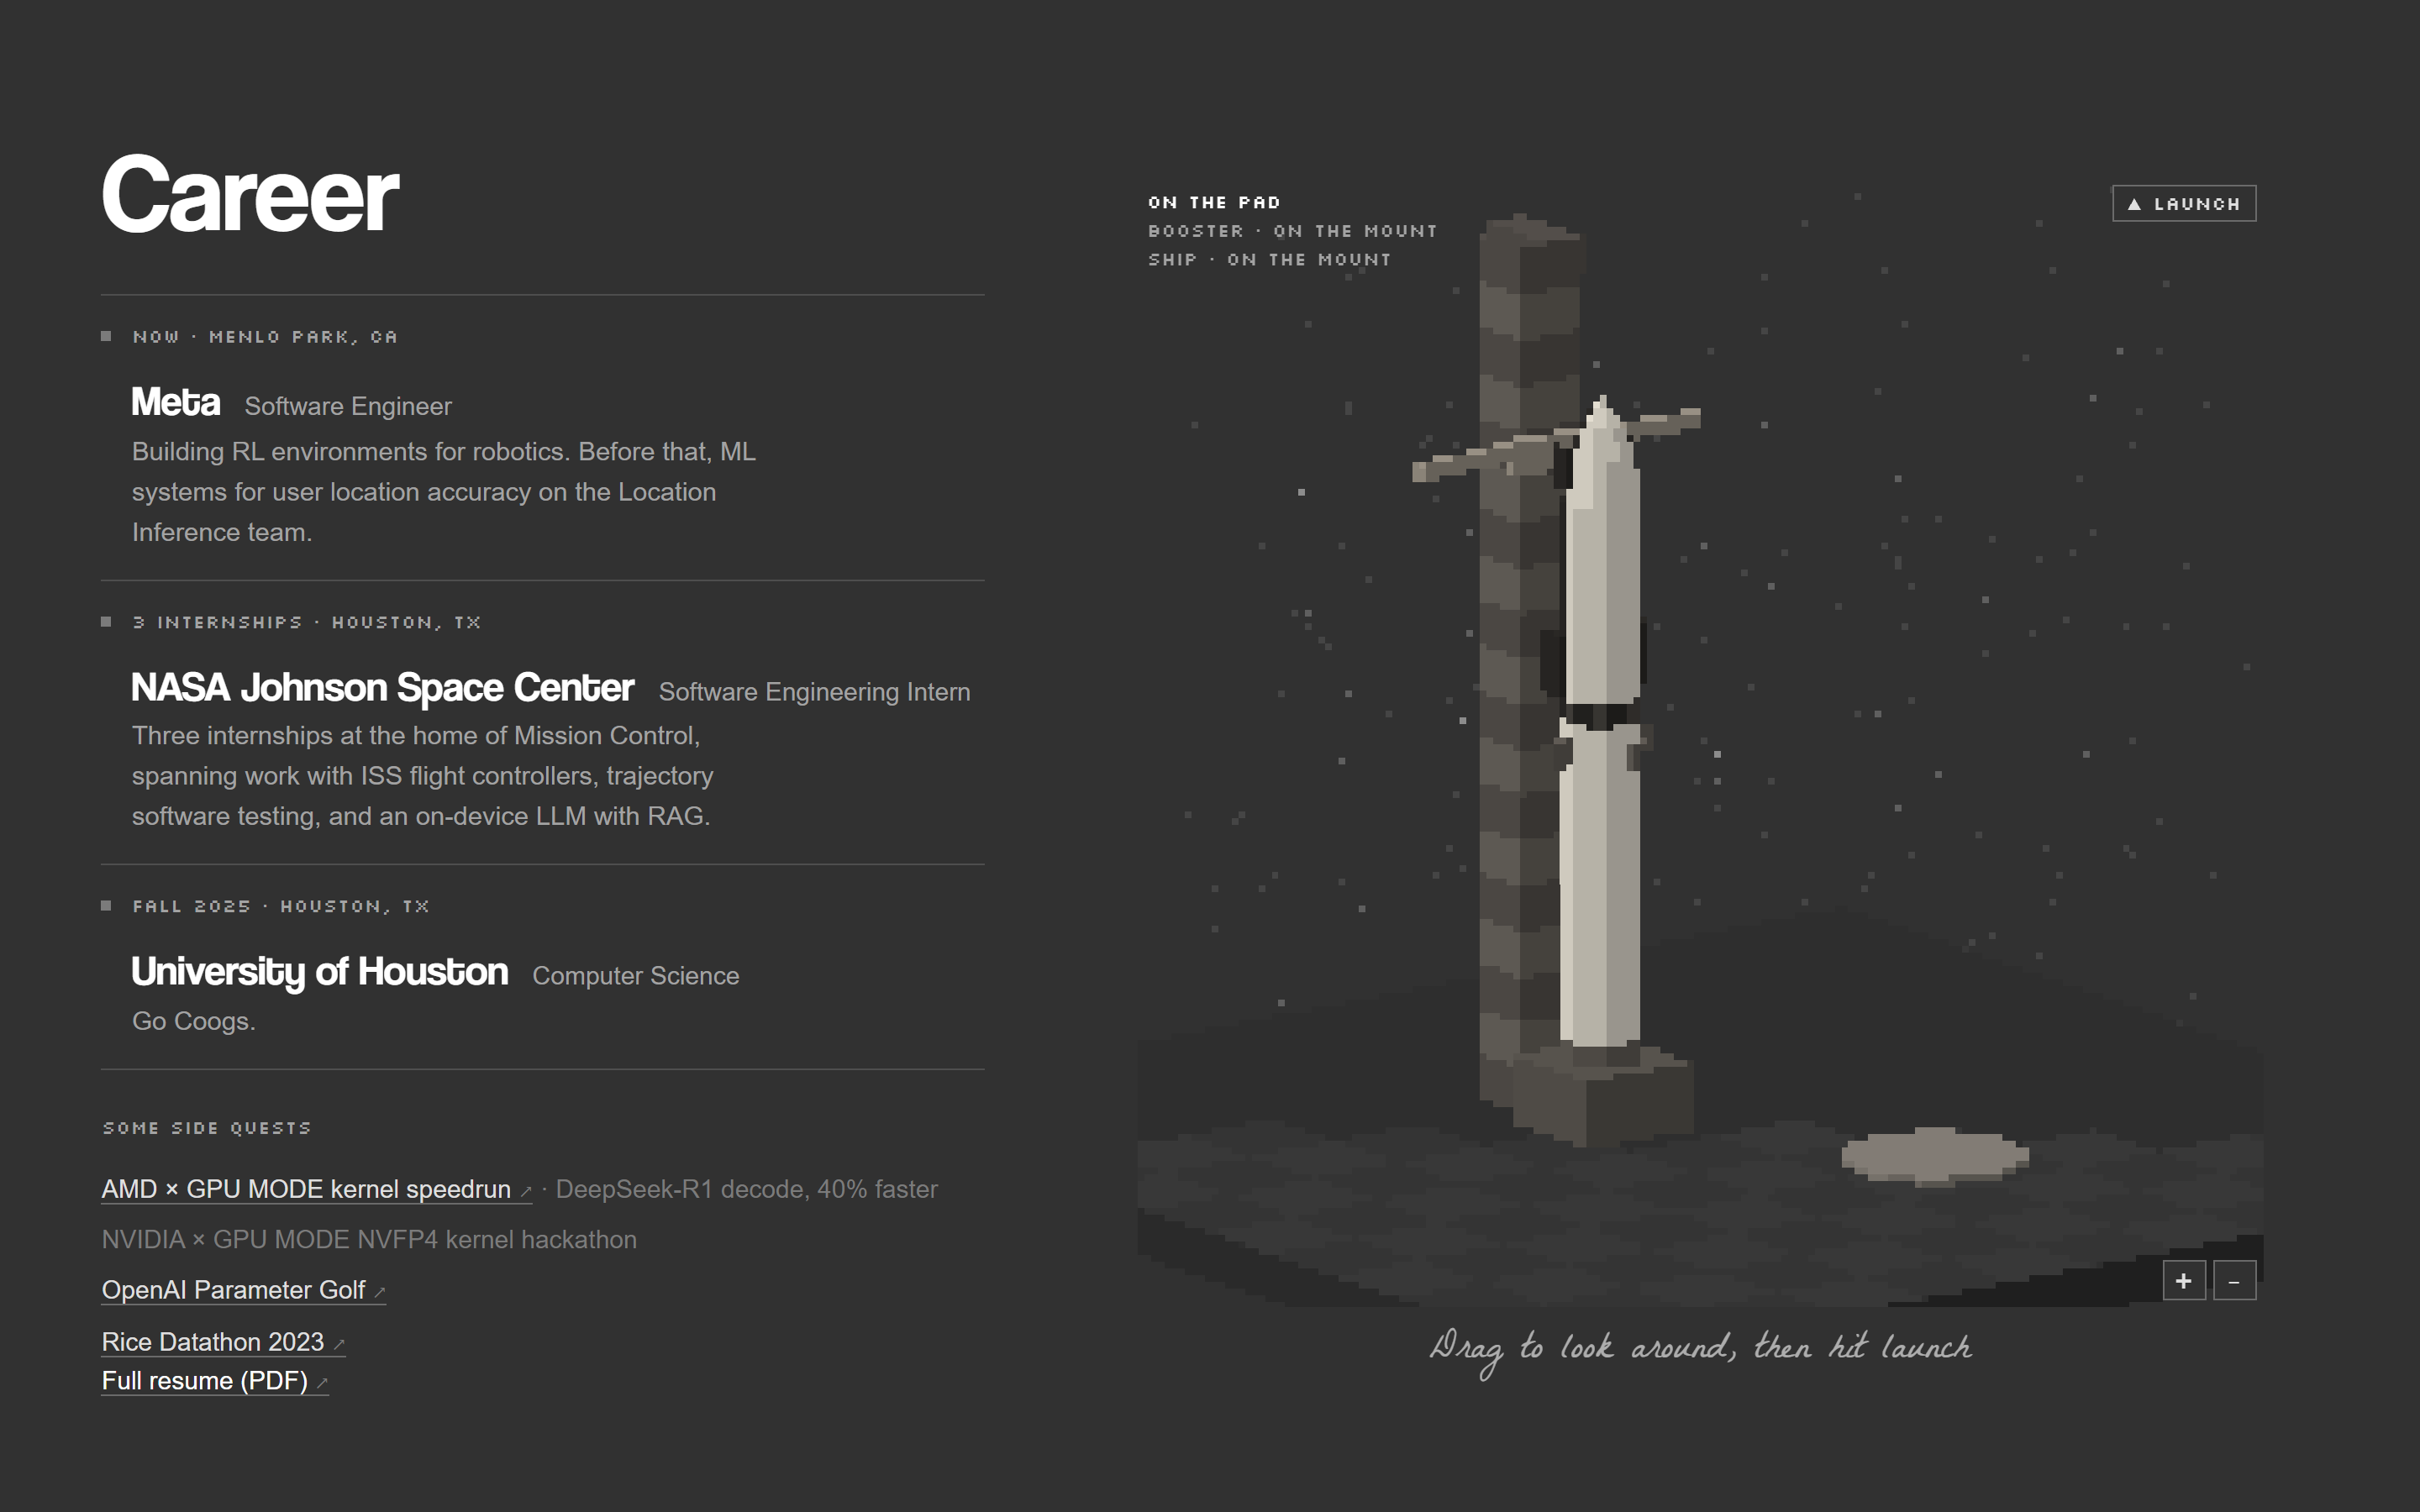 Career
NOW · MENLO PARK, CA
Meta Software Engineer
Building RL environments for robotics. Before that, ML
systems for user location accuracy on the Location
Inference team.
3 INTERNSHIPS · HOUSTON, TX
NASA Johnson Space Center Software Engineering Intern
Three internships at the home of Mission Control,
spanning work with ISS flight controllers, trajectory
software testing, and an on-device LLM with RAG.
FALL 2025 · HOUSTON, TX
University of Houston Computer Science
Go Coogs.
SOME SIDE QUESTS
AMD × GPU MODE kernel speedrun ↗ · DeepSeek-R1 decode, 40% faster
NVIDIA × GPU MODE NVFP4 kernel hackathon
OpenAI Parameter Golf ↗
Rice Datathon 2023 ↗
Full resume (PDF) ↗
ON THE PAD
BOOSTER · ON THE MOUNT
SHIP · ON THE MOUNT
▲ LAUNCH
+ –
Drag to look around, then hit launch